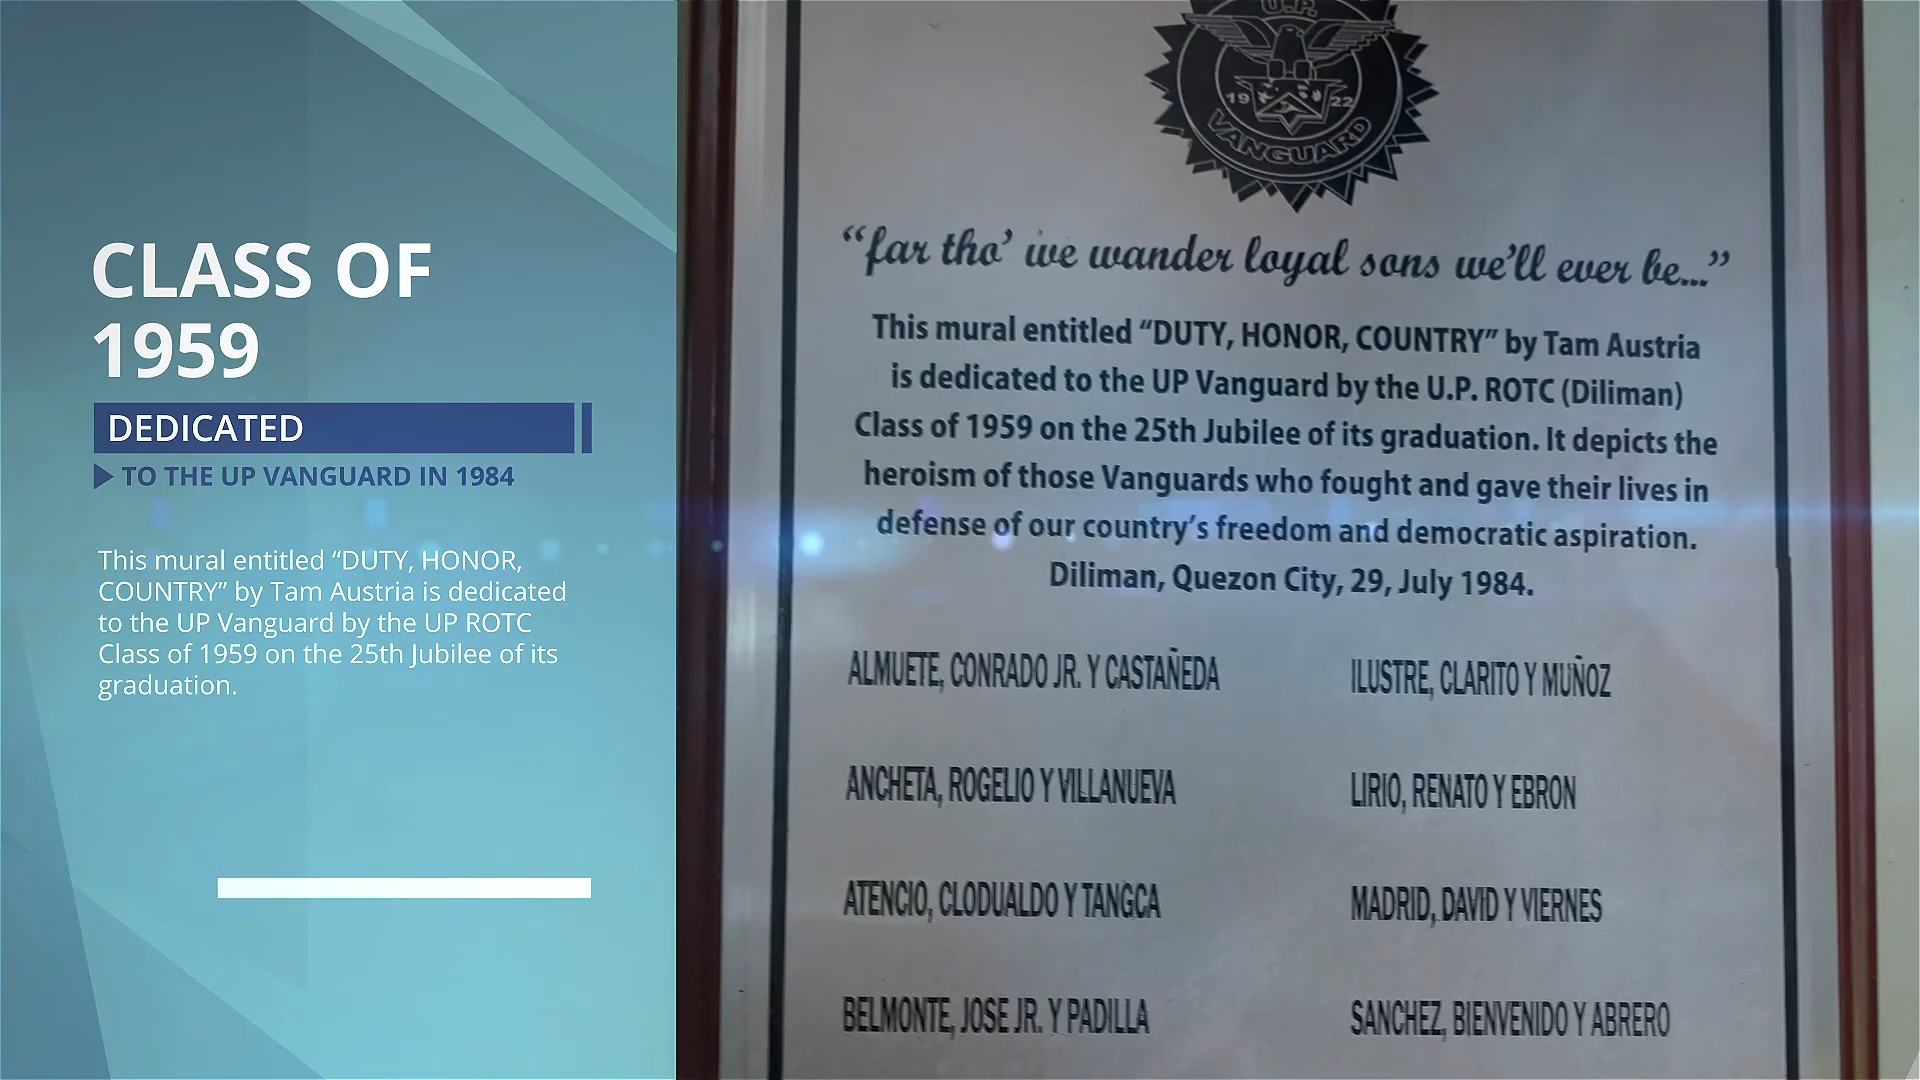 CLASS OF
1959
DEDICATED
TO THE UP VANGUARD IN 1984
This mural entitled “DUTY, HONOR,
COUNTRY” by Tam Austria is dedicated
to the UP Vanguard by the UP ROTC
Class of 1959 on the 25th Jubilee of its
graduation.
U.P.
19 22
VANGUARD
“far tho’ we wander loyal sons we’ll ever be...”
This mural entitled “DUTY, HONOR, COUNTRY” by Tam Austria
is dedicated to the UP Vanguard by the U.P. ROTC (Diliman)
Class of 1959 on the 25th Jubilee of its graduation. It depicts the
heroism of those Vanguards who fought and gave their lives in
defense of our country’s freedom and democratic aspiration.
Diliman, Quezon City, 29, July 1984.
ALMUETE, CONRADO JR. Y CASTAÑEDA
ILUSTRE, CLARITO Y MUÑOZ
ANCHETA, ROGELIO Y VILLANUEVA
LIRIO, RENATO Y EBRON
ATENCIO, CLODUALDO Y TANGCA
MADRID, DAVID Y VIERNES
BELMONTE, JOSE JR. Y PADILLA
SANCHEZ, BIENVENIDO Y ABRERO